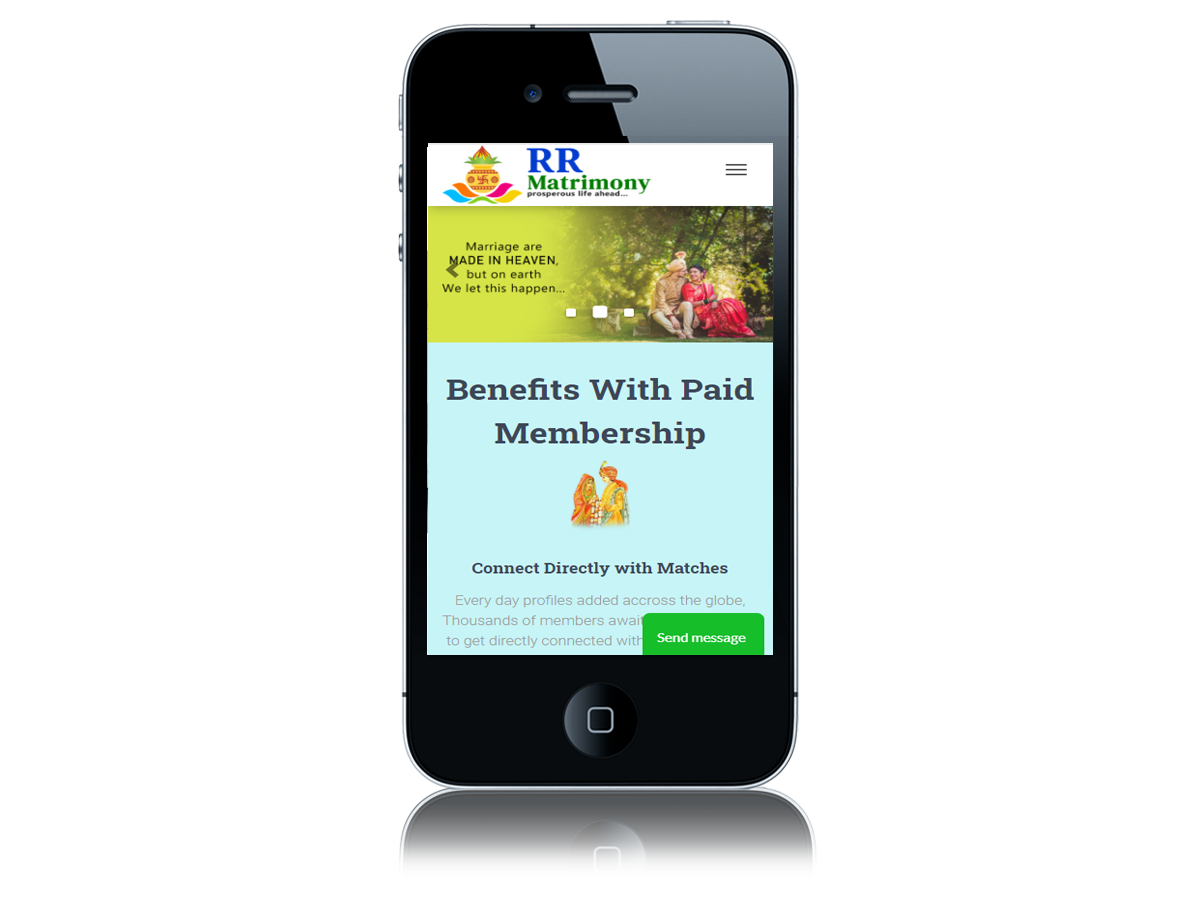 RR
Matrimony
prosperous life ahead...
Marriage are
MADE IN HEAVEN,
but on earth
We let this happen...
Benefits With Paid
Membership
Connect Directly with Matches
Every day profiles added accross the globe,
Thousands of members await
to get directly connected with
Send message